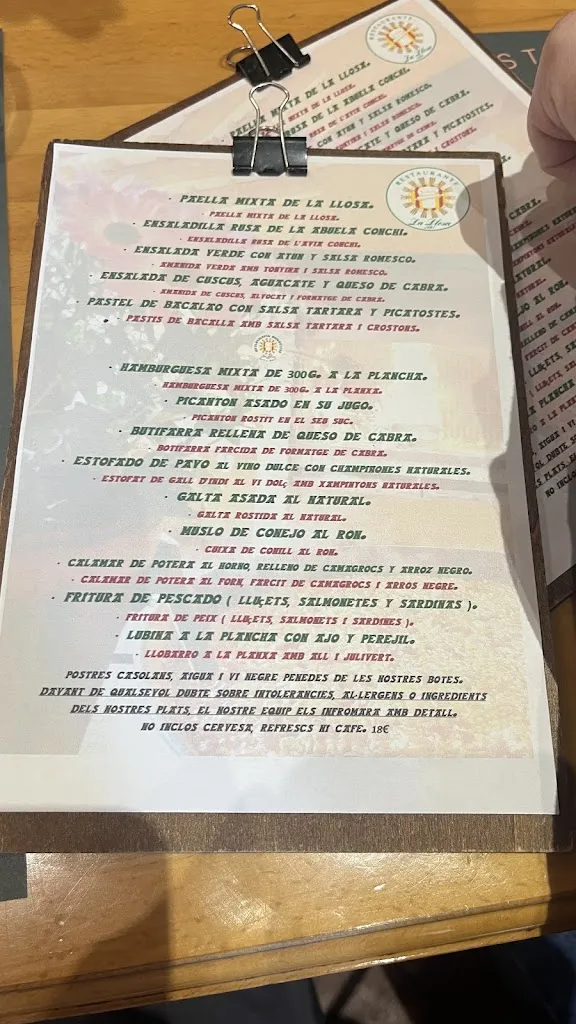 RESTAURANTE
La Llosa
· PAELLA MIXTA DE LA LLOSA.
· PAELLA MIXTA DE LA LLOSA.
· ENSALADILLA RUSA DE LA ABUELA CONCHI.
· ENSALADILLA RUSA DE L'AVIA CONCHI.
· ENSALADA VERDE CON ATUN Y SALSA ROMESCO.
· AMANIDA VERDA AMB TONYINA I SALSA ROMESCO.
· ENSALADA DE CUSCUS, AGUACATE Y QUESO DE CABRA.
· AMANIDA DE CUSCUS, ALVOCAT I FORMATGE DE CABRA.
· PASTEL DE BACALAO CON SALSA TARTARA Y PICATOSTES.
· PASTIS DE BACALLA AMB SALSA TARTARA I CROSTONS.
· HAMBURGUESA MIXTA DE 300G. A LA PLANCHA.
· HAMBURGUESA MIXTA DE 300G. A LA PLANXA.
· PICANTON ASADO EN SU JUGO.
· PICANTON ROSTIT EN EL SEU SUC.
· BUTIFARRA RELLENA DE QUESO DE CABRA.
· BOTIFARRA FARCIDA DE FORMATGE DE CABRA.
· ESTOFADO DE PAVO AL VINO DULCE CON CHAMPIÑONES NATURALES.
· ESTOFAT DE GALL D'INDI AL VI DOLÇ AMB XAMPINYONS NATURALES.
· GALTA ASADA AL NATURAL.
· GALTA ROSTIDA AL NATURAL.
· MUSLO DE CONEJO AL RON.
· CUIXA DE CONILL AL RON.
· CALAMAR DE POTERA AL HORNO, RELLENO DE CAMAGROCS Y ARROZ NEGRO.
· CALAMAR DE POTERA AL FORN, FARCIT DE CAMAGROCS I ARROS NEGRE.
· FRITURA DE PESCADO ( LLUÇETS, SALMONETES Y SARDINAS ).
· FRITURA DE PEIX ( LLUÇETS, SALMONETS I SARDINES ).
· LUBINA A LA PLANCHA CON AJO Y PEREJIL.
· LLOBARRO A LA PLANXA AMB ALL I JULIVERT.
POSTRES CASOLANS, AIGUA I VI NEGRE PENEDES DE LES NOSTRES BOTES.
DAVANT DE QUALSEVOL DUBTE SOBRE INTOLERANCIES, AL·LERGENS O INGREDIENTS
DELS NOSTRES PLATS, EL NOSTRE EQUIP ELS INFROMARA AMB DETALL.
NO INCLOS CERVESA, REFRESCS NI CAFE. 18€